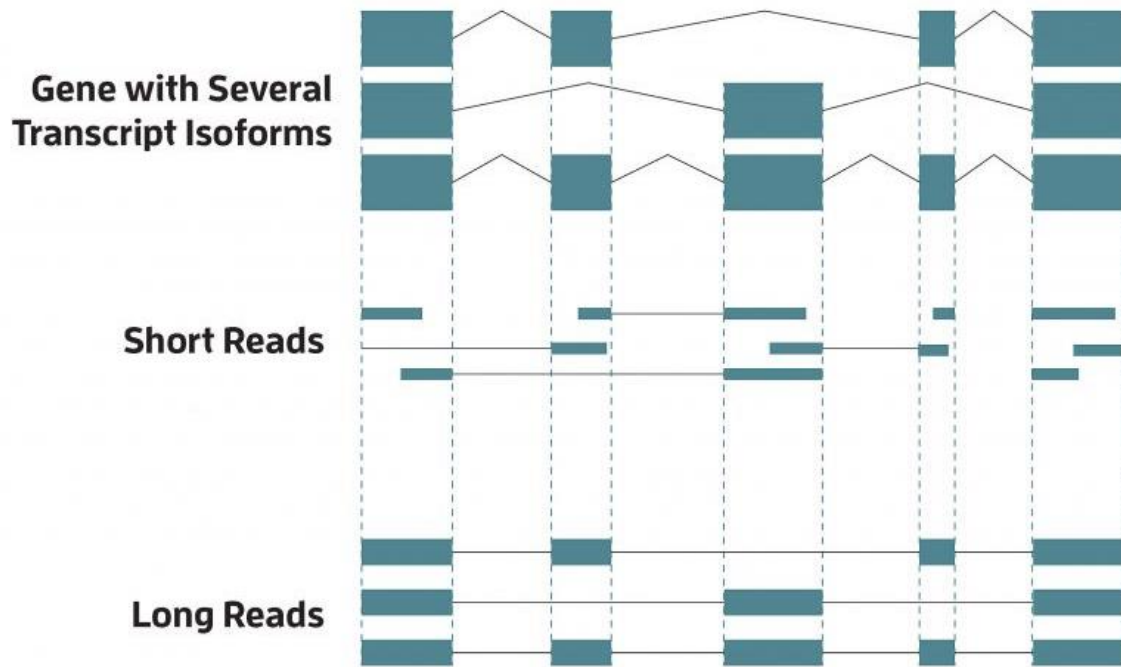 Gene with Several
Transcript Isoforms
Short Reads
Long Reads